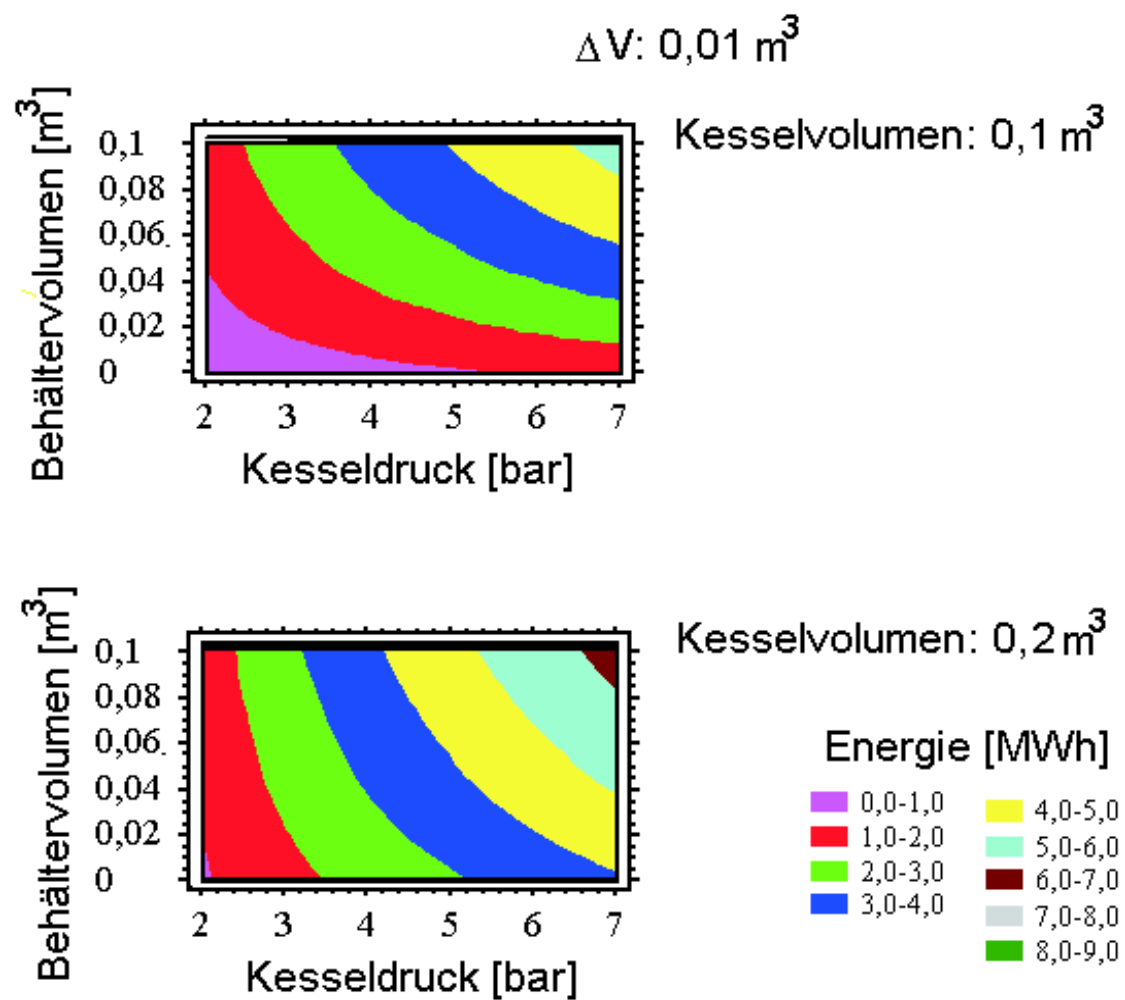 ΔV: 0,01 m³
Kesselvolumen: 0,1 m³
Behältervolumen [m³]
0,1
0,08
0,06
0,04
0,02
0
2 3 4 5 6 7
Kesseldruck [bar]
Kesselvolumen: 0,2 m³
Behältervolumen [m³]
0,1
0,08
0,06
0,04
0,02
0
2 3 4 5 6 7
Kesseldruck [bar]
Energie [MWh]
0,0-1,0
1,0-2,0
2,0-3,0
3,0-4,0
4,0-5,0
5,0-6,0
6,0-7,0
7,0-8,0
8,0-9,0